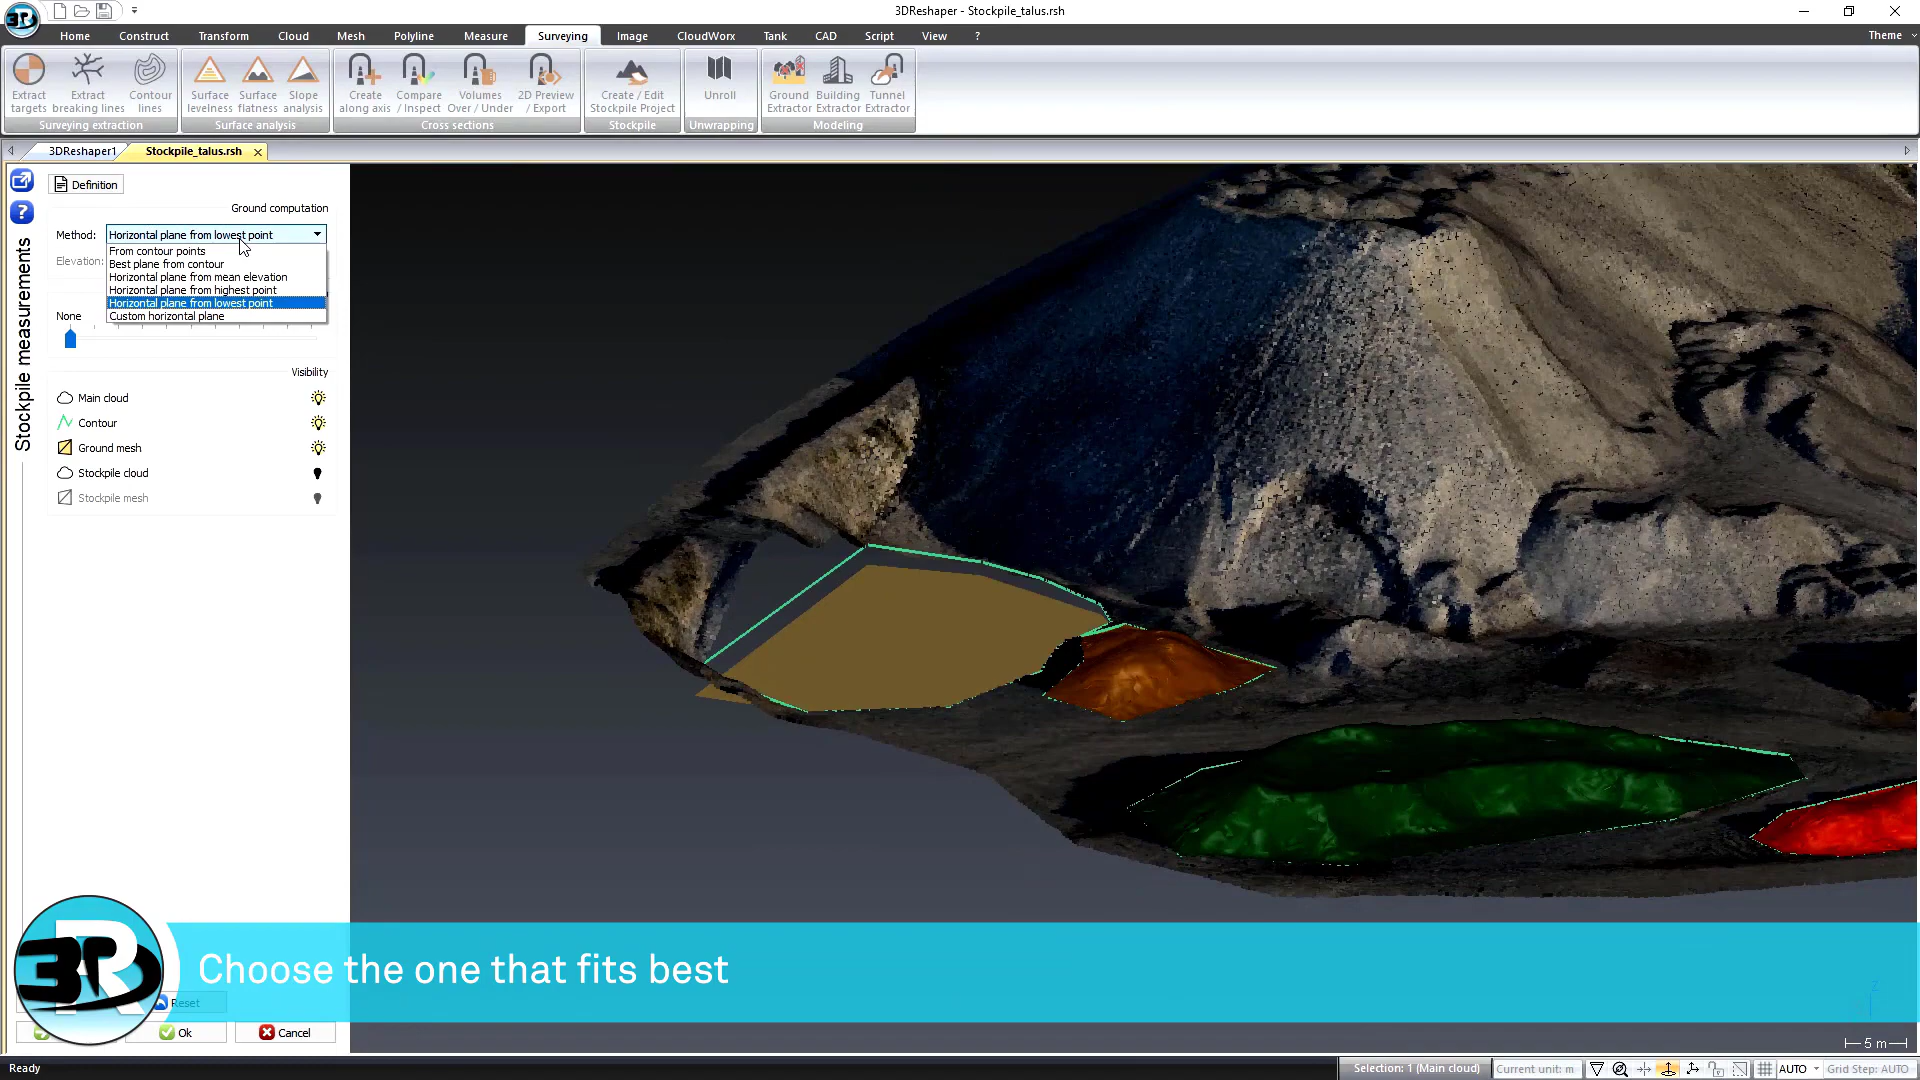 3DReshaper - Stockpile_talus.rsh
Home Construct Transform Cloud Mesh Polyline Measure Surveying Image CloudWorx Tank CAD Script View ? Theme
Extract targets
Extract breaking lines
Contour lines
Surveying extraction
Surface levelness
Surface flatness
Slope analysis
Surface analysis
Create along axis
Compare / Inspect
Volumes Over / Under
2D Preview / Export
Cross sections
Create / Edit Stockpile Project
Stockpile
Unroll
Unwrapping
Ground Extractor
Building Extractor
Tunnel Extractor
Modeling
3DReshaper1 Stockpile_talus.rsh
Stockpile measurements
Definition
Ground computation
Method: Horizontal plane from lowest point
Elevation:
From contour points
Best plane from contour
Horizontal plane from mean elevation
Horizontal plane from highest point
Horizontal plane from lowest point
Custom horizontal plane
None
Visibility
Main cloud
Contour
Ground mesh
Stockpile cloud
Stockpile mesh
3DR
Choose the one that fits best
Reset
Ok Cancel
Z
5 m
Ready Selection: 1 (Main cloud) Current unit: m AUTO Grid Step: AUTO